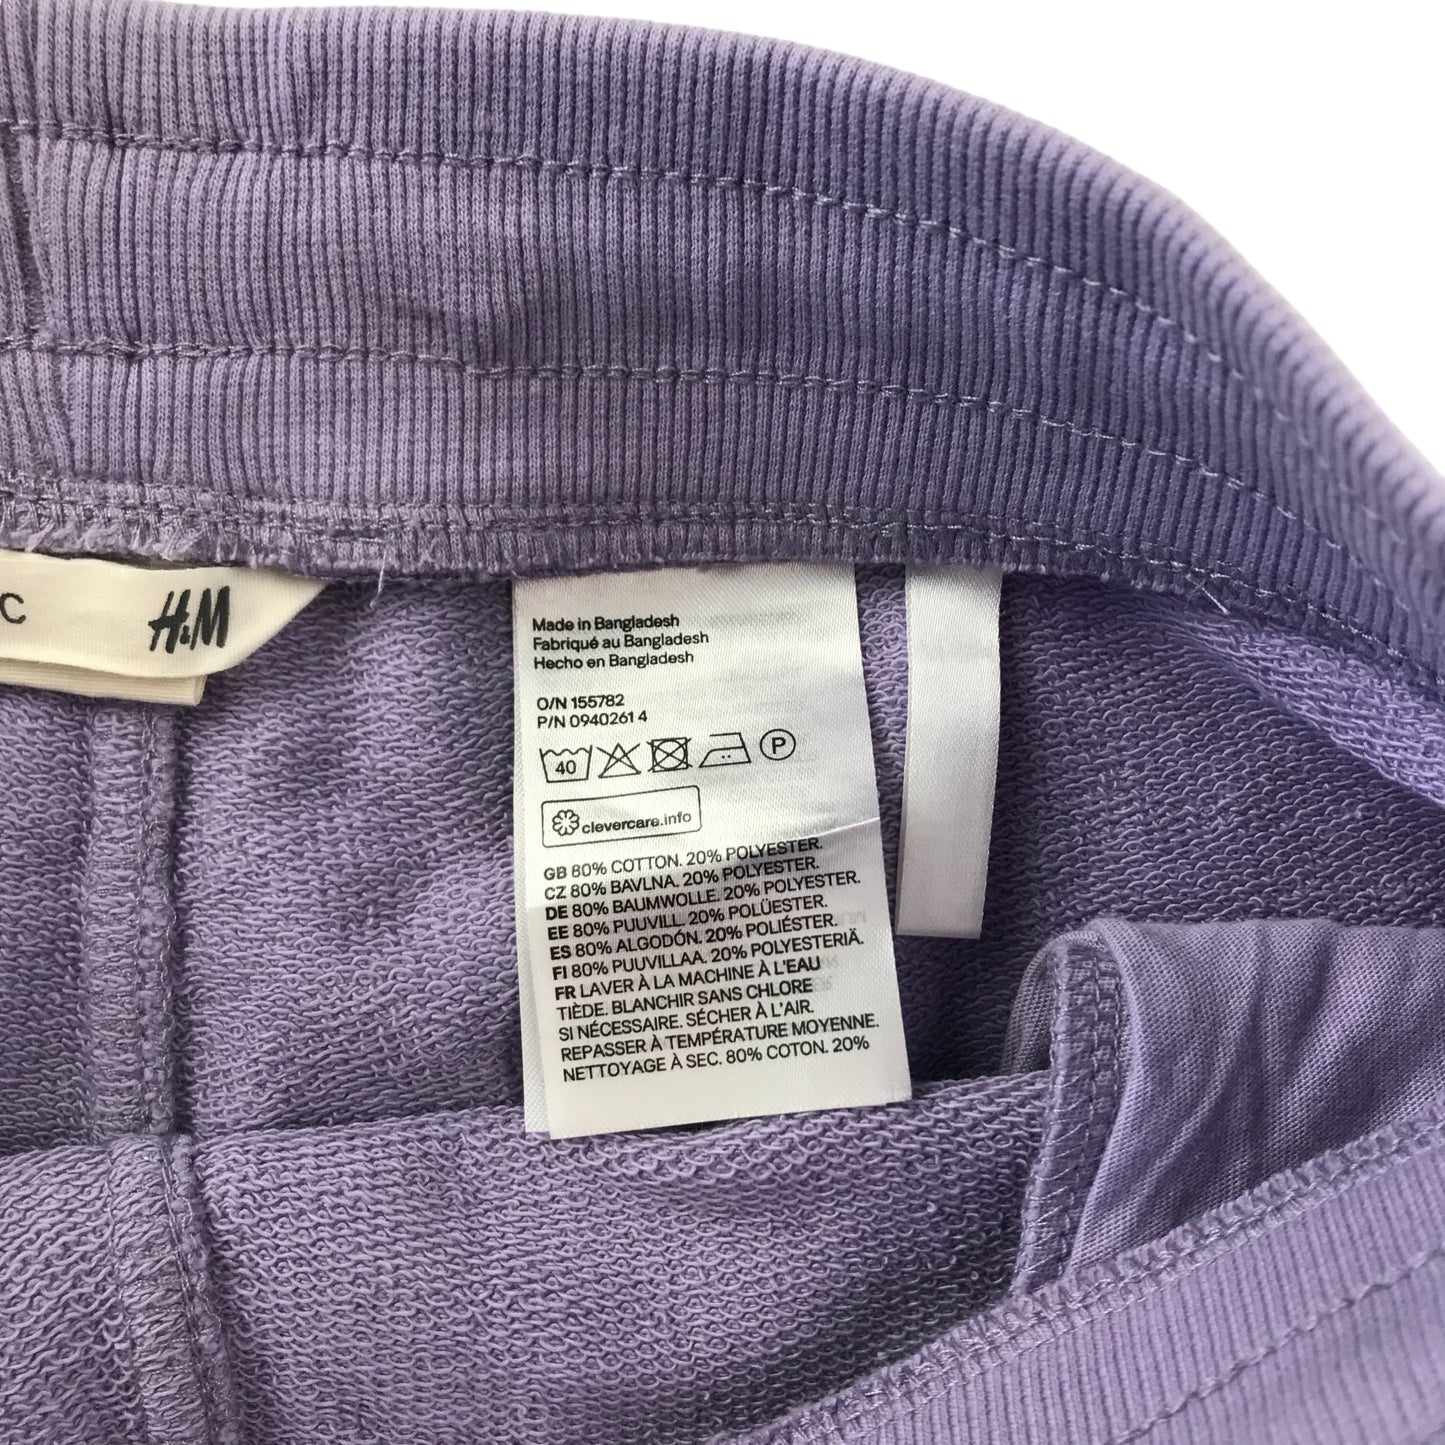 C H&M
Made in Bangladesh
Fabriqué au Bangladesh
Hecho en Bangladesh
O/N 155782
P/N 0940261 4
40 P
clevercare.info
GB 80% COTTON. 20% POLYESTER.
CZ 80% BAVLNA. 20% POLYESTER.
DE 80% BAUMWOLLE. 20% POLYESTER.
EE 80% PUUVILL. 20% POLÜESTER.
ES 80% ALGODÓN. 20% POLIÉSTER.
FI 80% PUUVILLAA. 20% POLYESTERIÄ.
FR LAVER À LA MACHINE À L'EAU
TIÈDE. BLANCHIR SANS CHLORE
SI NÉCESSAIRE. SÉCHER À L'AIR.
REPASSER À TEMPÉRATURE MOYENNE.
NETTOYAGE À SEC. 80% COTON. 20%